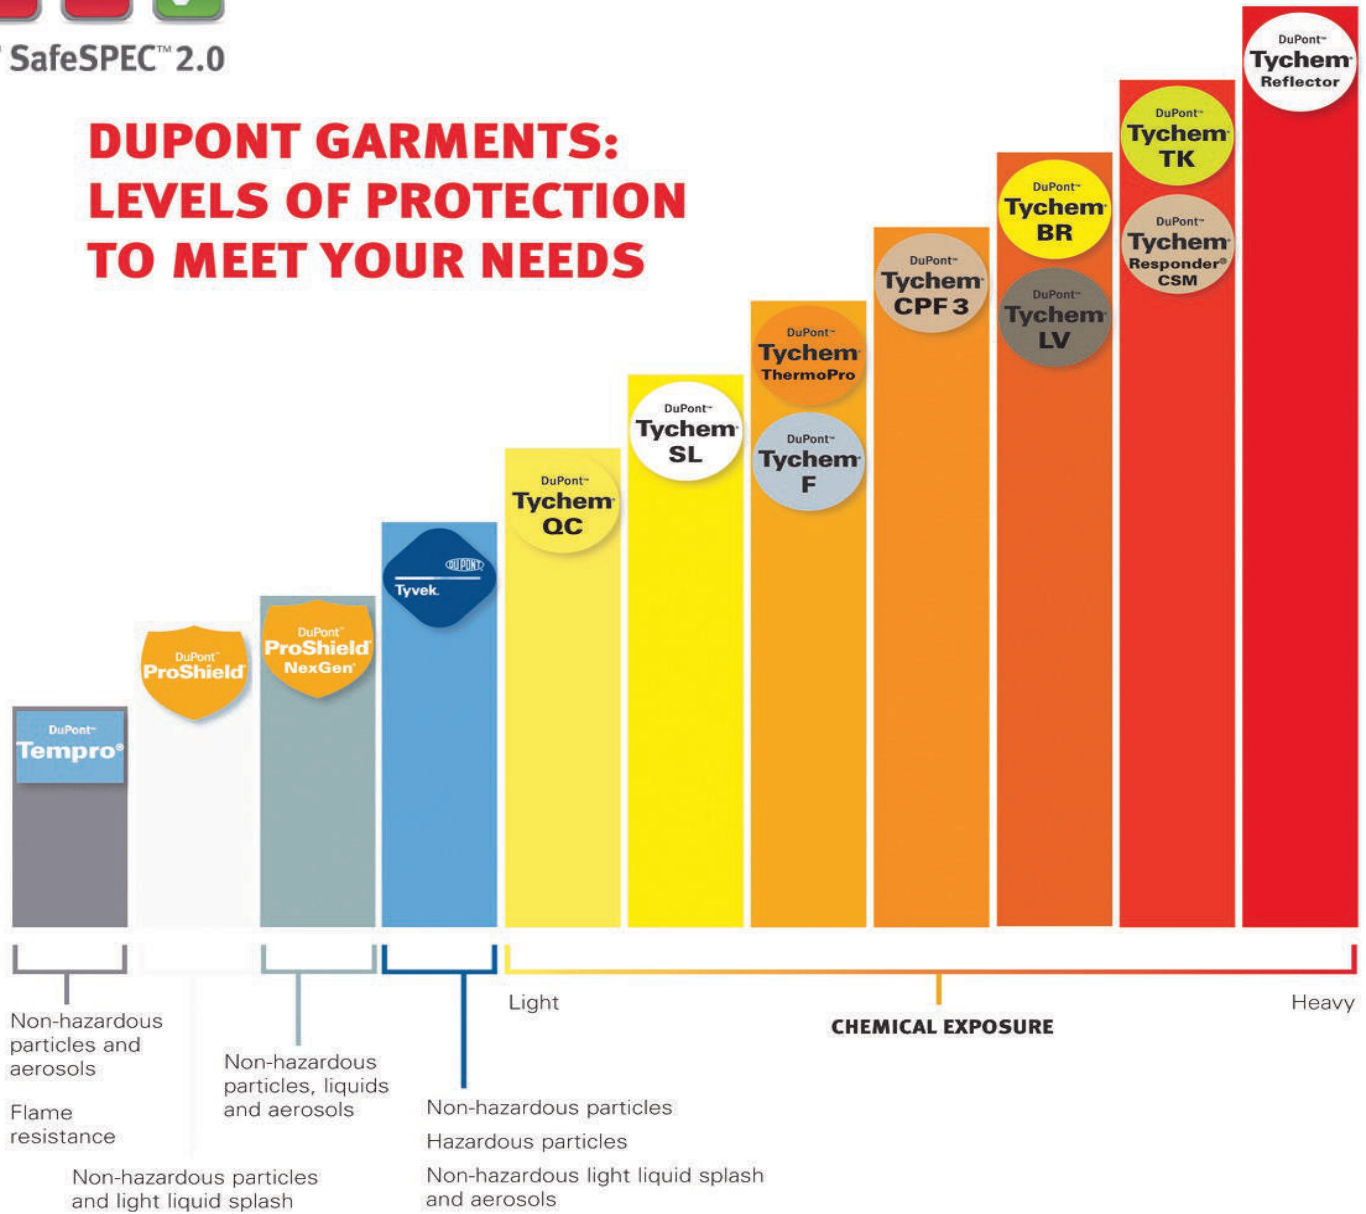 SafeSPEC™ 2.0
DUPONT GARMENTS:
LEVELS OF PROTECTION
TO MEET YOUR NEEDS
DuPont™
Tempro®
DuPont™
ProShield®
DuPont™
ProShield®
NexGen®
DUPONT
Tyvek®
DuPont™
Tychem®
QC
DuPont™
Tychem®
SL
DuPont™
Tychem®
ThermoPro
DuPont™
Tychem®
F
DuPont™
Tychem®
CPF 3
DuPont™
Tychem®
BR
DuPont™
Tychem®
LV
DuPont™
Tychem®
TK
DuPont™
Tychem®
Responder®
CSM
DuPont™
Tychem®
Reflector
Non-hazardous
particles and
aerosols
Flame
resistance
Non-hazardous particles
and light liquid splash
Non-hazardous
particles, liquids
and aerosols
Non-hazardous particles
Hazardous particles
Non-hazardous light liquid splash
and aerosols
Light
CHEMICAL EXPOSURE
Heavy